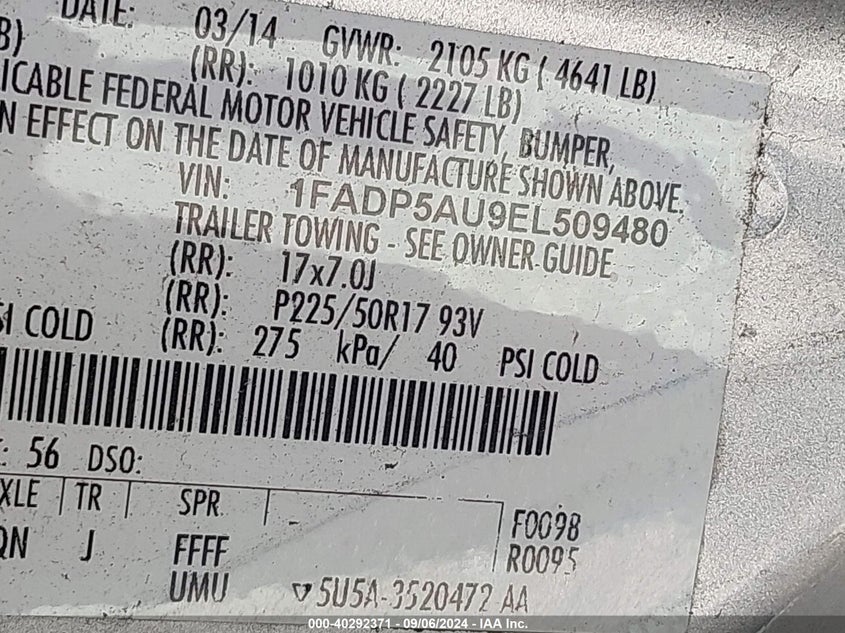 DATE: 03/14 GVWR: 2105 KG ( 4641 LB)
B) (RR): 1010 KG ( 2227 LB)
ICABLE FEDERAL MOTOR VEHICLE SAFETY, BUMPER,
N EFFECT ON THE DATE OF MANUFACTURE SHOWN ABOVE.
VIN: 1FADP5AU9EL509480
TRAILER TOWING - SEE OWNER GUIDE
(RR): 17x7.0J
(RR): P225/50R17 93V
SI COLD (RR): 275 kPa/ 40 PSI COLD
: 56 DSO:
XLE TR SPR
QN J FFFF F0098
UMU R0095
5U5A-3520472 AA
000-40292371 - 09/06/2024 - IAA Inc.